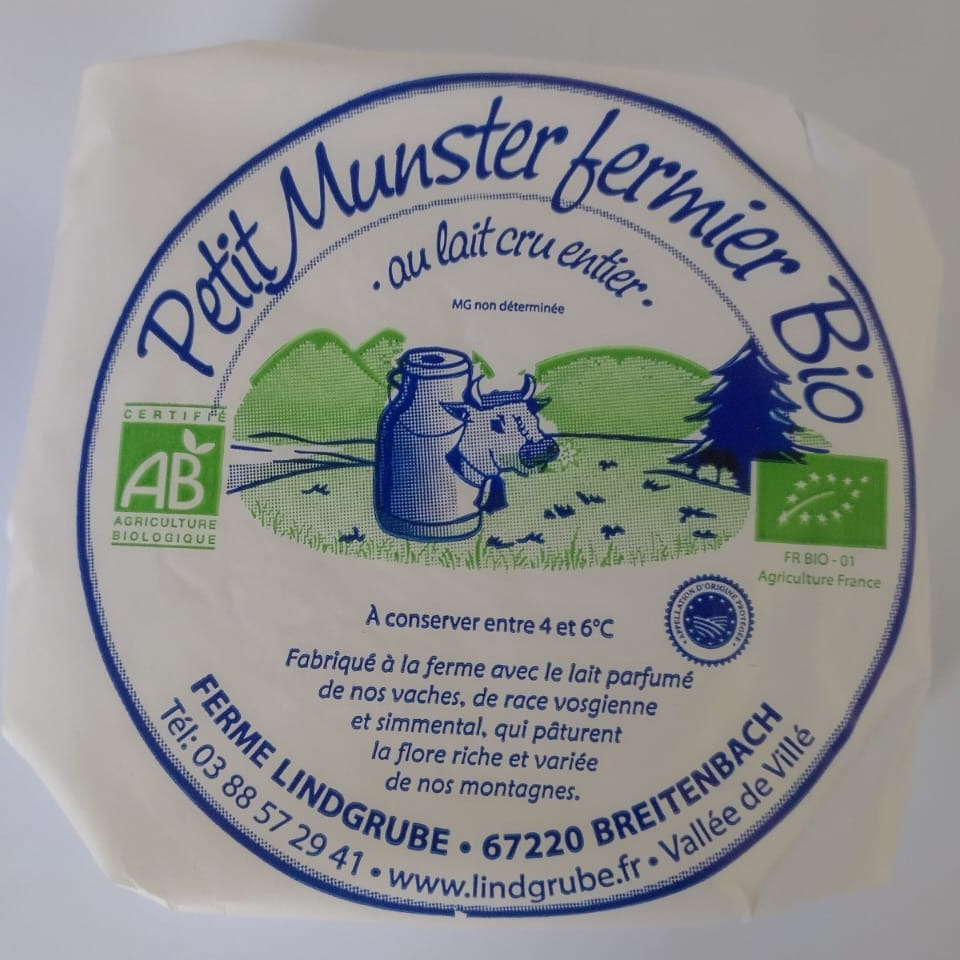 Petit Munster fermier Bio
• au lait cru entier •
MG non déterminée
CERTIFIÉ
AB
AGRICULTURE
BIOLOGIQUE
FR BIO - 01
Agriculture France
APPELLATION D'ORIGINE PROTÉGÉE
À conserver entre 4 et 6°C
Fabriqué à la ferme avec le lait parfumé
de nos vaches, de race vosgienne
et simmental, qui pâturent
la flore riche et variée
de nos montagnes.
FERME LINDGRUBE • 67220 BREITENBACH
Tél: 03 88 57 29 41 • www.lindgrube.fr • Vallée de Villé